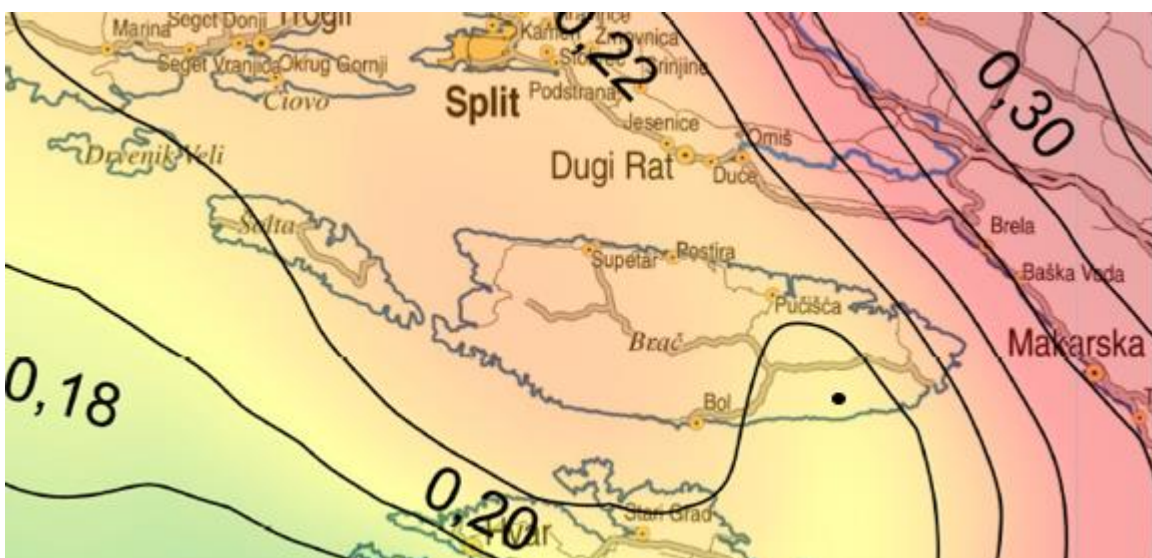 Marina
Seget Donji
Trogir
Seget Vranjica
Okrug Gornji
Čiovo
Kamen
Žrnovnica
Split
Podstrana
0,22
0,30
Jesenice
Omiš
Drvenik Veli
Dugi Rat
Duće
Šolta
Brela
Supetar
Postira
Baška Voda
Pučišća
Brač
Makarska
0,18
Bol
0,20
Hvar
Stari Grad